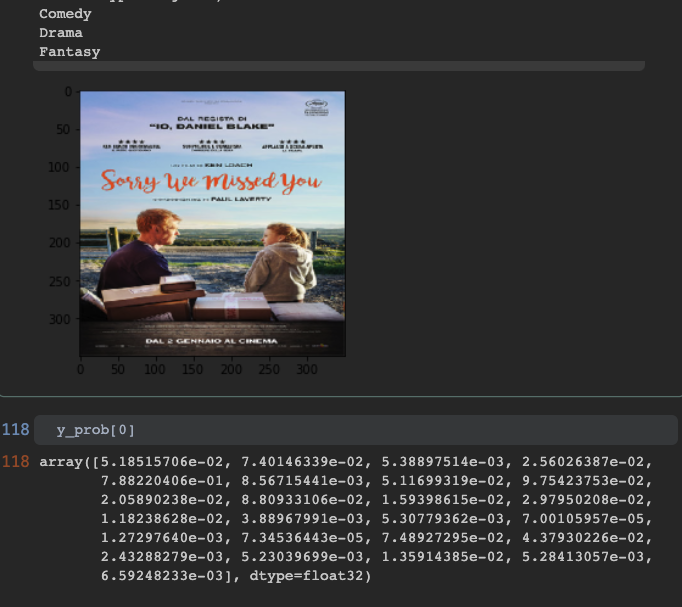 Comedy
Drama
Fantasy
0
50
100
150
200
250
300
DAL REGISTA DI
"IO, DANIEL BLAKE"
★★★★ ★★★★ ★★★★
KEN LOACH
Sorry We Missed You
PAUL LAVERTY
DAL 2 GENNAIO AL CINEMA
0 50 100 150 200 250 300
118 y_prob[0]
118 array([5.18515706e-02, 7.40146339e-02, 5.38897514e-03, 2.56026387e-02,
7.88220406e-01, 8.56715441e-03, 5.11699319e-02, 9.75423753e-02,
2.05890238e-02, 8.80933106e-02, 1.59398615e-02, 2.97950208e-02,
1.18238628e-02, 3.88967991e-03, 5.30779362e-03, 7.00105957e-05,
1.27297640e-03, 7.34536443e-05, 7.48927295e-02, 4.37930226e-02,
2.43288279e-03, 5.23039699e-03, 1.35914385e-02, 5.28413057e-03,
6.59248233e-03], dtype=float32)